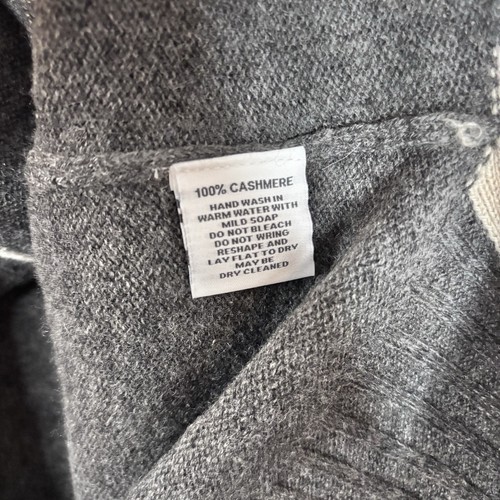 100% CASHMERE
HAND WASH IN
WARM WATER WITH
MILD SOAP
DO NOT BLEACH
DO NOT WRING
RESHAPE AND
LAY FLAT TO DRY
MAY BE
DRY CLEANED